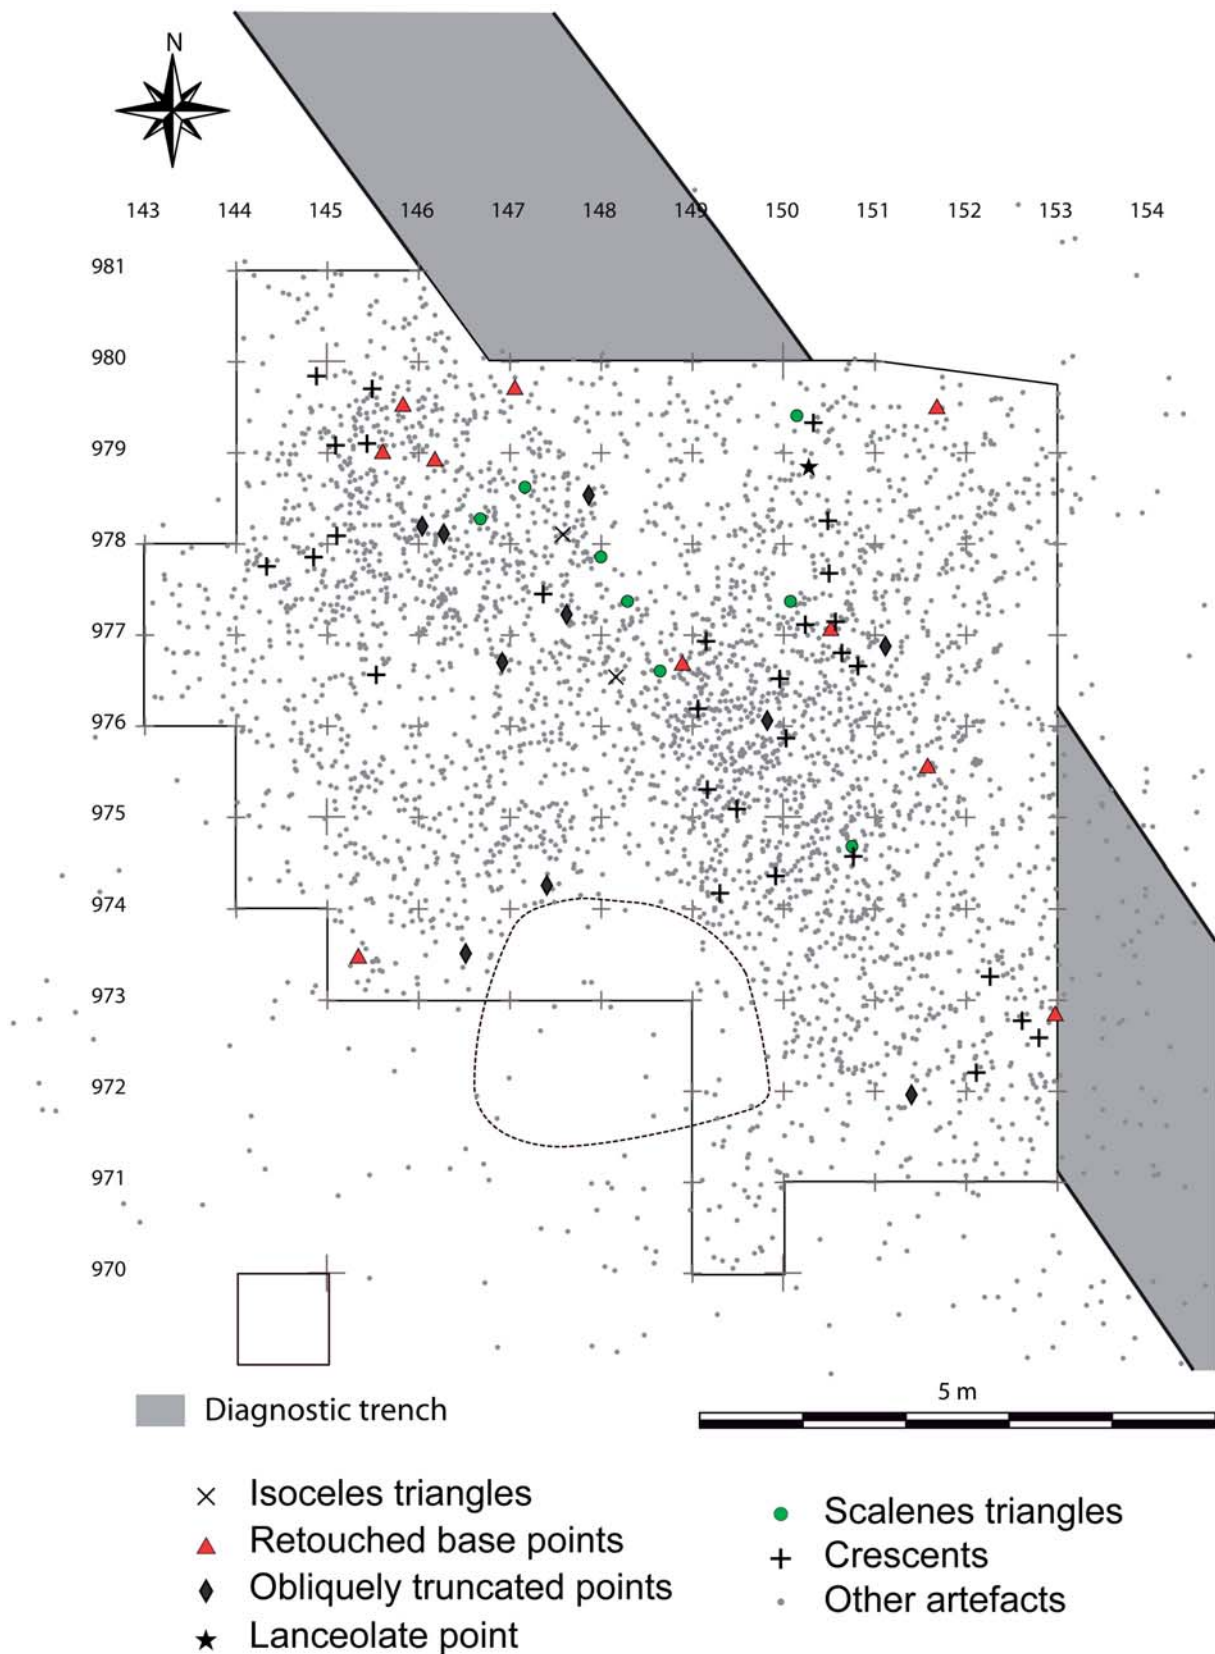 N
143 144 145 146 147 148 149 150 151 152 153 154
981
980
979
978
977
976
975
974
973
972
971
970
5 m
Diagnostic trench
Isoceles triangles
Retouched base points
Obliquely truncated points
Lanceolate point
Scalenes triangles
Crescents
Other artefacts